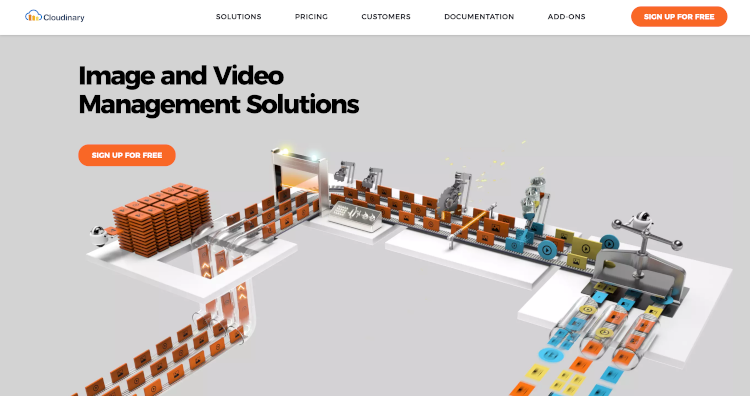 Cloudinary
SOLUTIONS
PRICING
CUSTOMERS
DOCUMENTATION
ADD-ONS
SIGN UP FOR FREE
Image and Video
Management Solutions
SIGN UP FOR FREE